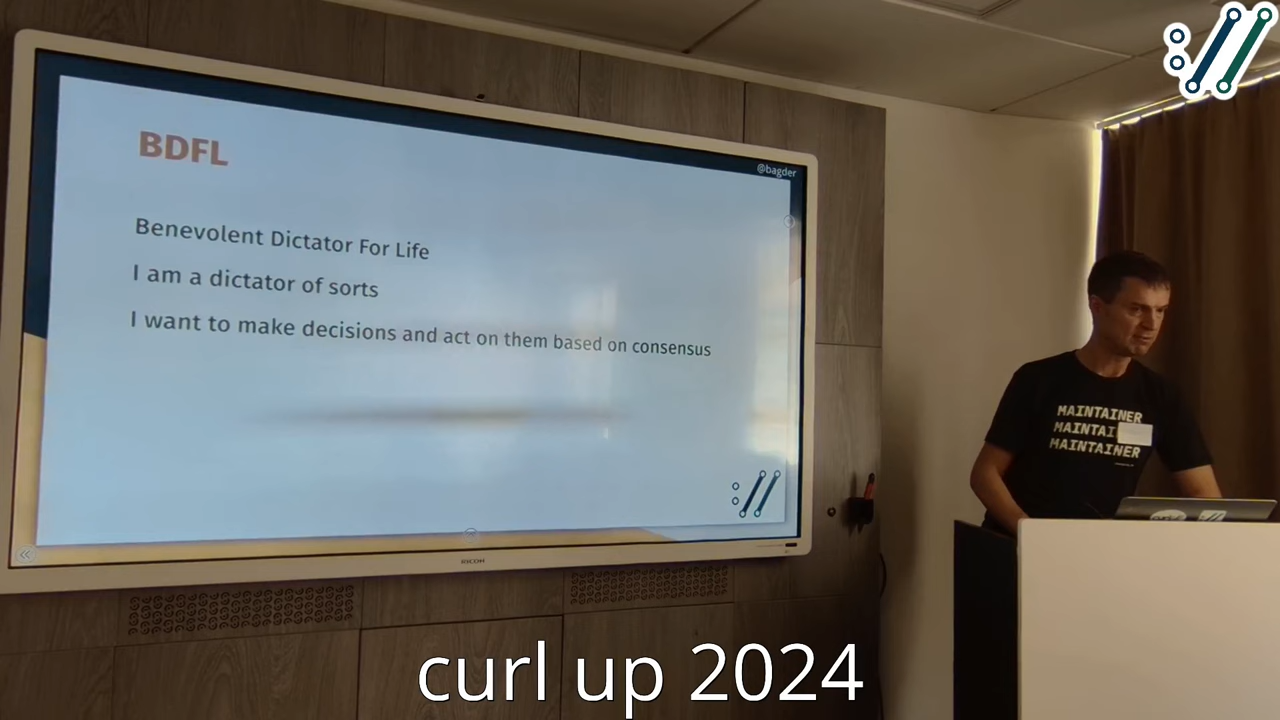 BDFL
@bagder
Benevolent Dictator For Life
I am a dictator of sorts
I want to make decisions and act on them based on consensus
RICOH
MAINTAINER
MAINTAI
MAINTAINER
curl up 2024